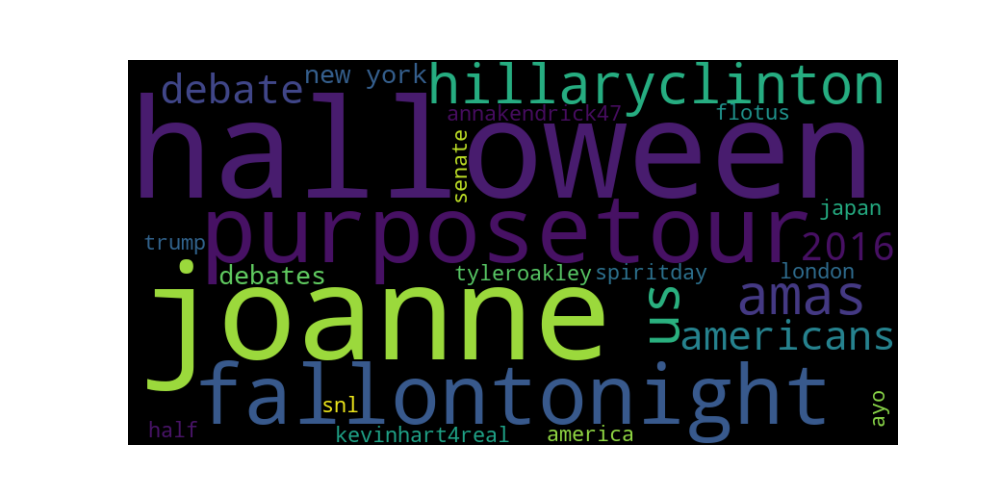 new york
hillaryclinton
debate
annakendrick47
flotus
halloween
senate
purposetour
japan
trump
2016
debates
tyleroakley
spiritday
london
joanne
us
amas
americans
fallontonight
snl
ayo
half
kevinhart4real
america